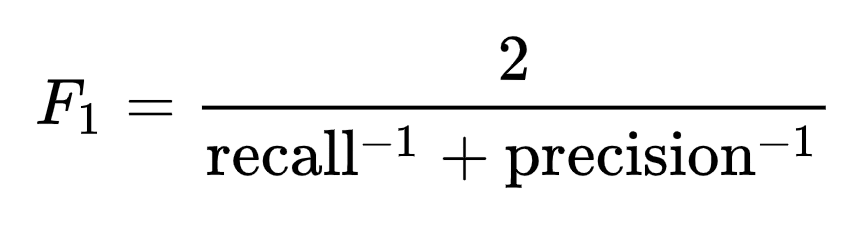 F₁ = 2 / (recall⁻¹ + precision⁻¹)